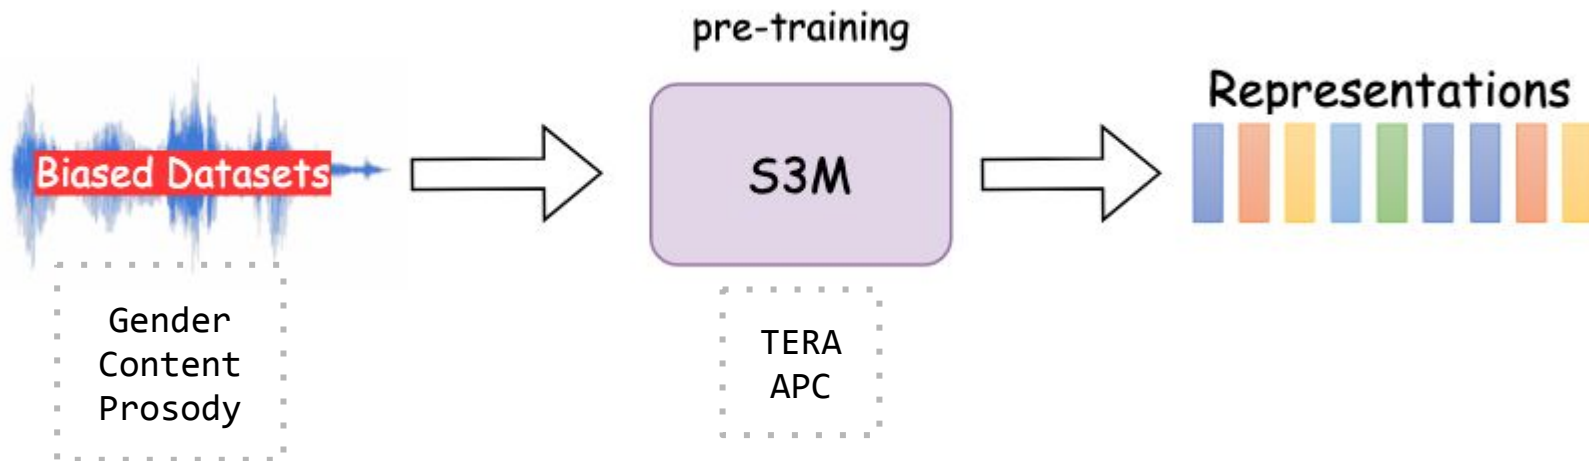 pre-training
Biased Datasets
S3M
Representations
Gender
Content
Prosody
TERA
APC